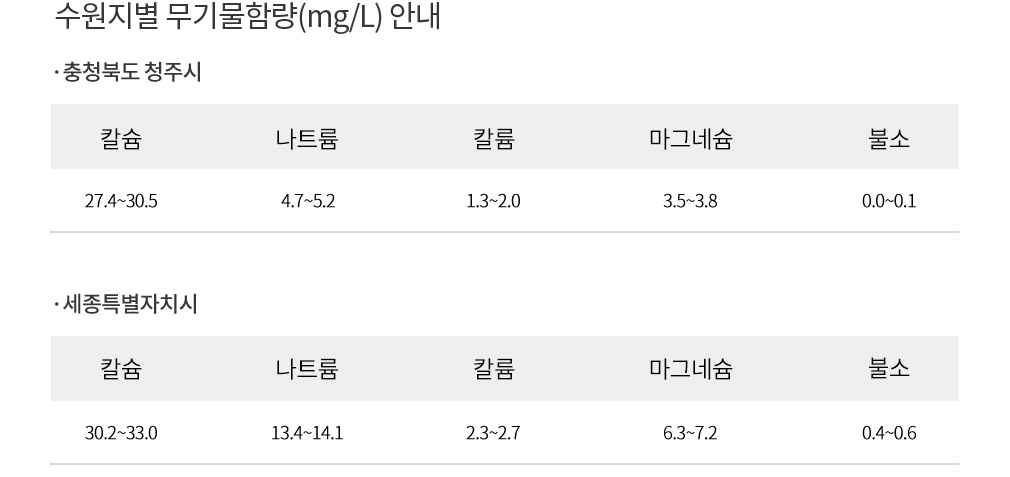 수원지별 무기물함량(mg/L) 안내
· 충청북도 청주시
칼슘 나트륨 칼륨 마그네슘 불소
27.4~30.5 4.7~5.2 1.3~2.0 3.5~3.8 0.0~0.1
· 세종특별자치시
칼슘 나트륨 칼륨 마그네슘 불소
30.2~33.0 13.4~14.1 2.3~2.7 6.3~7.2 0.4~0.6